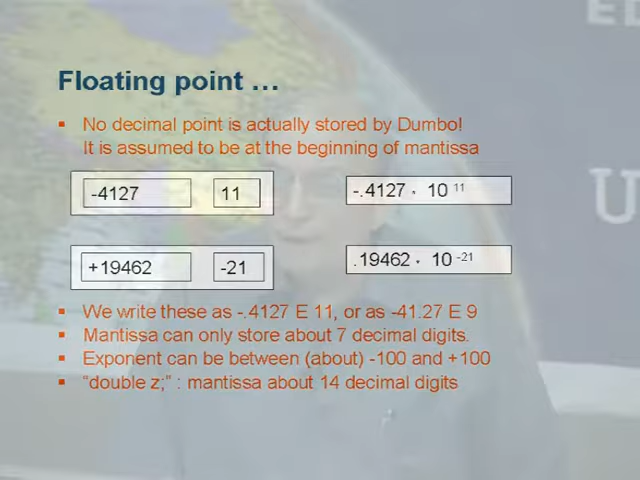 ED
Floating point …
▪ No decimal point is actually stored by Dumbo!
It is assumed to be at the beginning of mantissa
-4127 11 -.4127 · 10 11
U
+19462 -21 .19462 · 10 -21
▪ We write these as -.4127 E 11, or as -41.27 E 9
▪ Mantissa can only store about 7 decimal digits.
▪ Exponent can be between (about) -100 and +100
▪ “double z;” : mantissa about 14 decimal digits